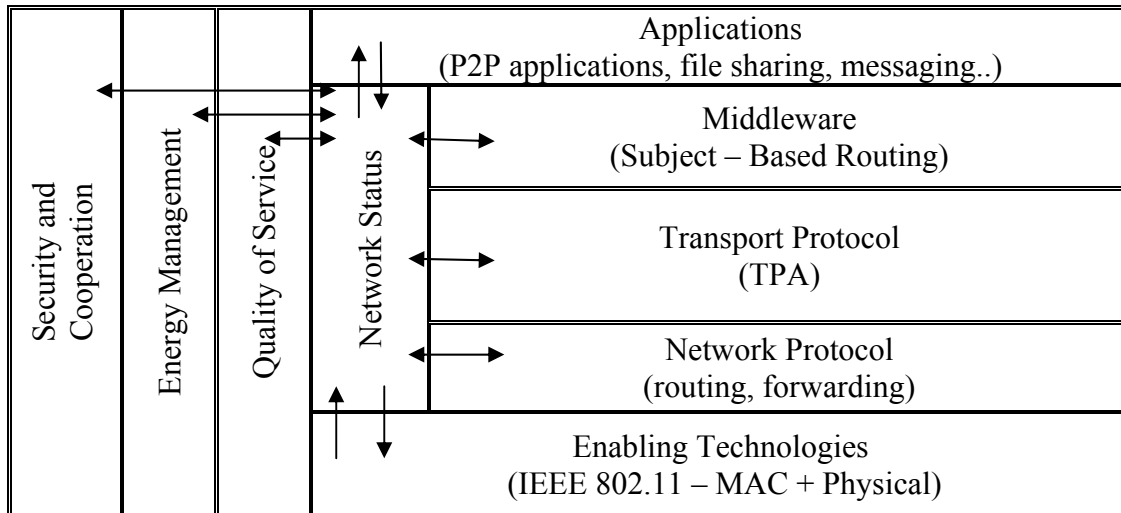 Applications
(P2P applications, file sharing, messaging..)
Security and
Cooperation
Energy Management
Quality of Service
Network Status
Middleware
(Subject – Based Routing)
Transport Protocol
(TPA)
Network Protocol
(routing, forwarding)
Enabling Technologies
(IEEE 802.11 – MAC + Physical)